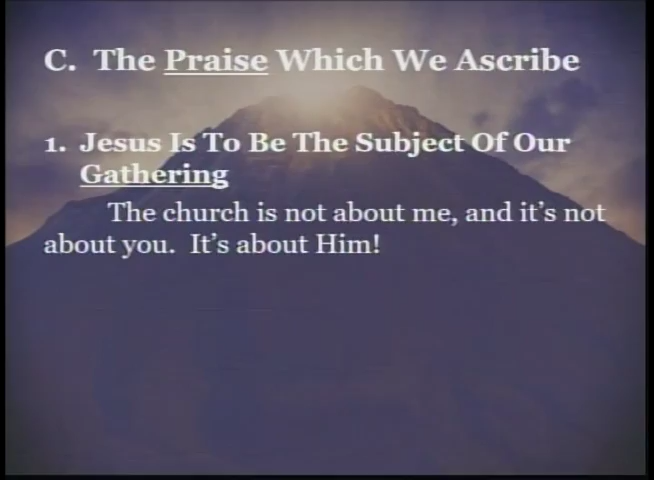 C. The Praise Which We Ascribe
1. Jesus Is To Be The Subject Of Our
Gathering
The church is not about me, and it's not
about you. It's about Him!